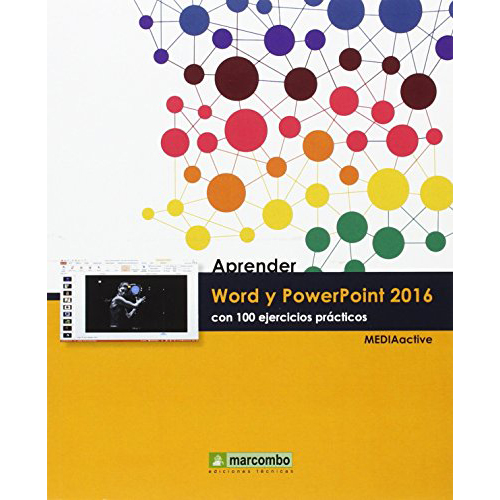 Aprender
Word y PowerPoint 2016
con 100 ejercicios prácticos
MEDIAactive
marcombo
ediciones técnicas